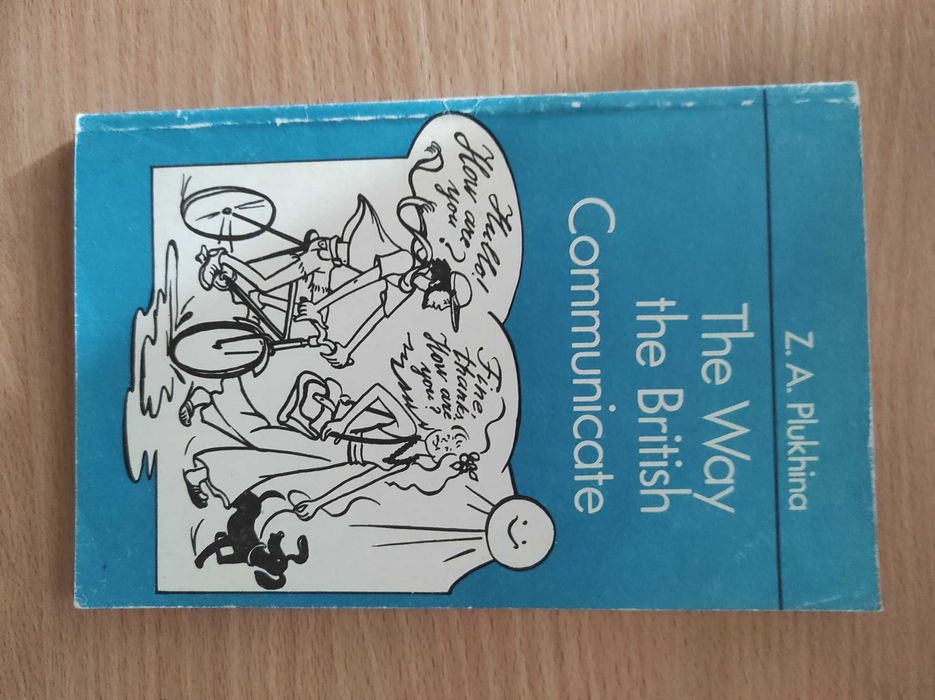 Z. A. Plukhina
The Way
the British
Communicate
Hullo!
How are
you?
Fine,
thanks,
How are
you?